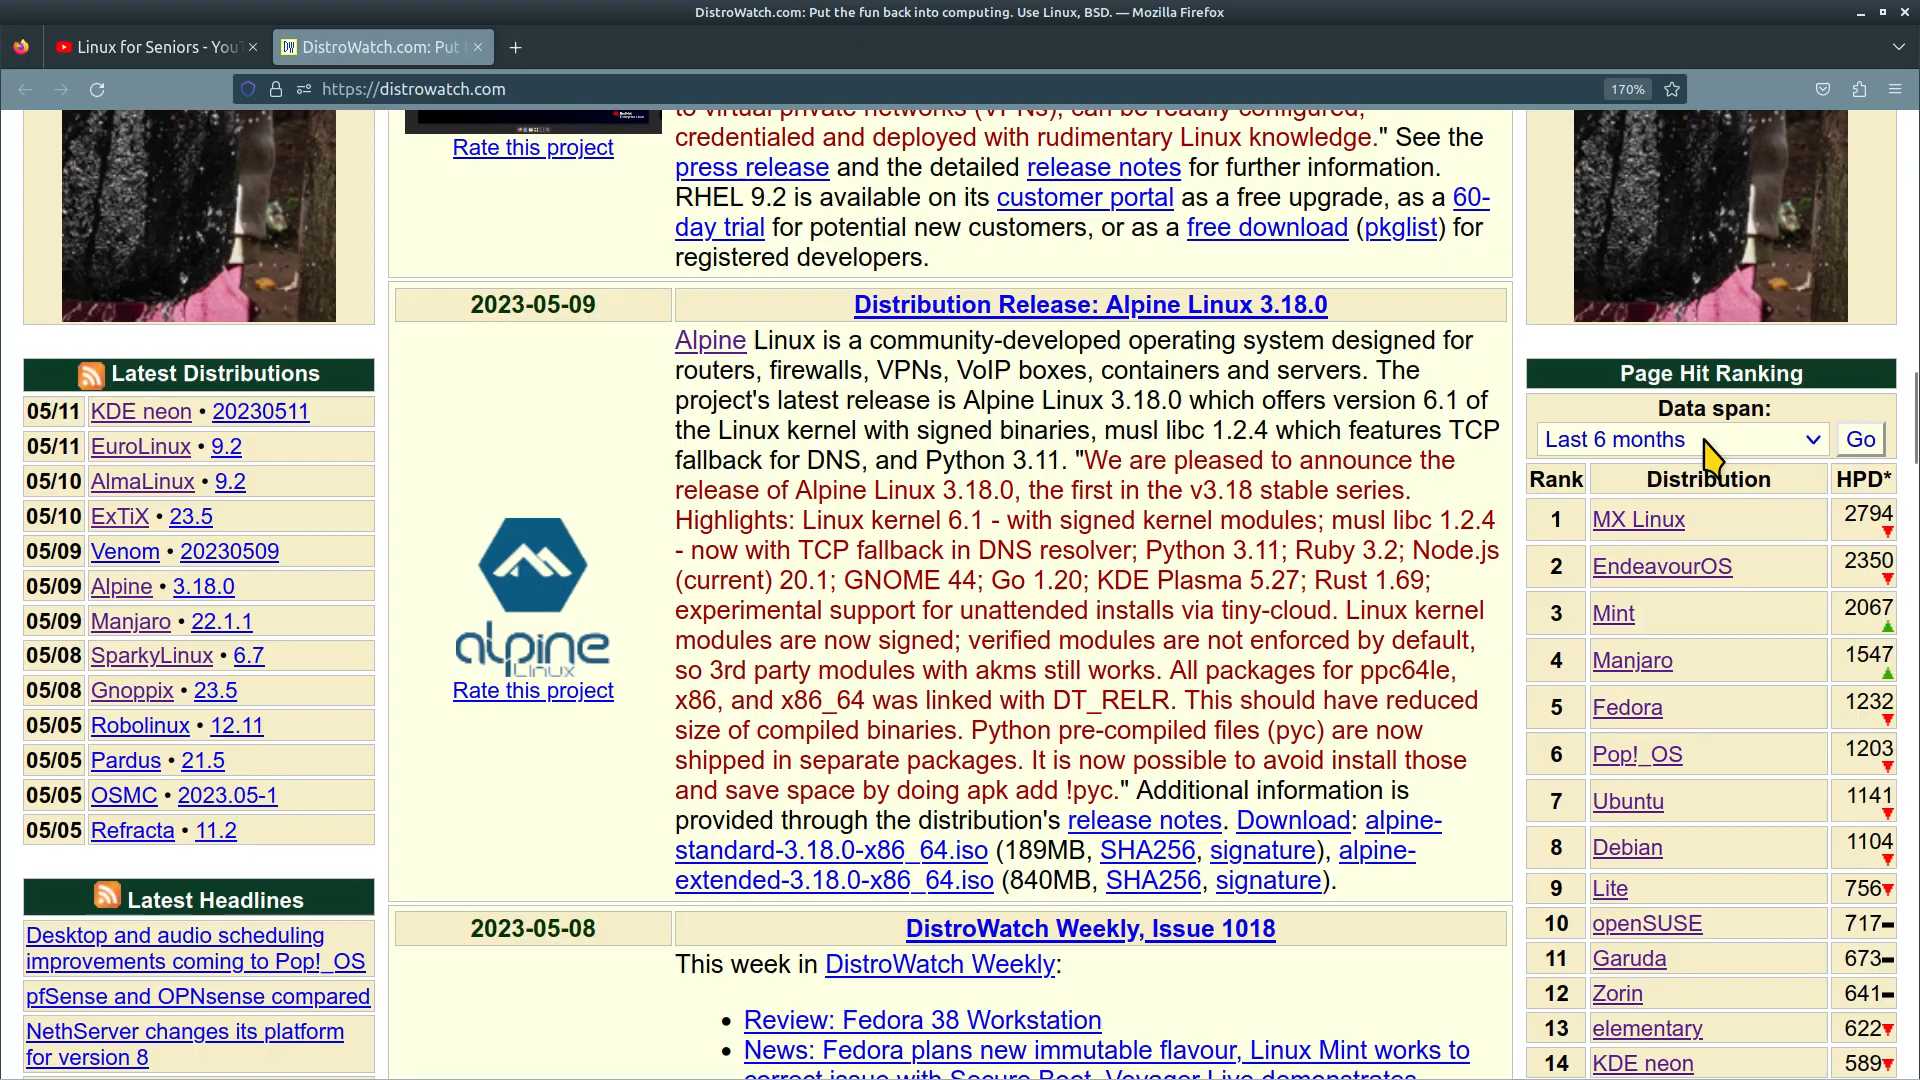 DistroWatch.com: Put the fun back into computing. Use Linux, BSD. — Mozilla Firefox
Linux for Seniors - You
DistroWatch.com: Put
https://distrowatch.com
170%
Rate this project
credentialed and deployed with rudimentary Linux knowledge." See the
press release and the detailed release notes for further information.
RHEL 9.2 is available on its customer portal as a free upgrade, as a 60-
day trial for potential new customers, or as a free download (pkglist) for
registered developers.
2023-05-09
Distribution Release: Alpine Linux 3.18.0
Alpine Linux is a community-developed operating system designed for
routers, firewalls, VPNs, VoIP boxes, containers and servers. The
project's latest release is Alpine Linux 3.18.0 which offers version 6.1 of
the Linux kernel with signed binaries, musl libc 1.2.4 which features TCP
fallback for DNS, and Python 3.11. "We are pleased to announce the
release of Alpine Linux 3.18.0, the first in the v3.18 stable series.
Highlights: Linux kernel 6.1 - with signed kernel modules; musl libc 1.2.4
- now with TCP fallback in DNS resolver; Python 3.11; Ruby 3.2; Node.js
(current) 20.1; GNOME 44; Go 1.20; KDE Plasma 5.27; Rust 1.69;
experimental support for unattended installs via tiny-cloud. Linux kernel
modules are now signed; verified modules are not enforced by default,
so 3rd party modules with akms still works. All packages for ppc64le,
x86, and x86_64 was linked with DT_RELR. This should have reduced
size of compiled binaries. Python pre-compiled files (pyc) are now
shipped in separate packages. It is now possible to avoid install those
and save space by doing apk add !pyc." Additional information is
provided through the distribution's release notes. Download: alpine-
standard-3.18.0-x86_64.iso (189MB, SHA256, signature), alpine-
extended-3.18.0-x86_64.iso (840MB, SHA256, signature).
alpine
Linux
Rate this project
2023-05-08
DistroWatch Weekly, Issue 1018
This week in DistroWatch Weekly:
• Review: Fedora 38 Workstation
• News: Fedora plans new immutable flavour, Linux Mint works to
correct issue with Secure Boot, Voyager Live demonstrates
Latest Distributions
05/11 KDE neon • 20230511
05/11 EuroLinux • 9.2
05/10 AlmaLinux • 9.2
05/10 ExTiX • 23.5
05/09 Venom • 20230509
05/09 Alpine • 3.18.0
05/09 Manjaro • 22.1.1
05/08 SparkyLinux • 6.7
05/08 Gnoppix • 23.5
05/05 Robolinux • 12.11
05/05 Pardus • 21.5
05/05 OSMC • 2023.05-1
05/05 Refracta • 11.2
Latest Headlines
Desktop and audio scheduling
improvements coming to Pop!_OS
pfSense and OPNsense compared
NethServer changes its platform
for version 8
Page Hit Ranking
Data span:
Last 6 months
Go
Rank Distribution HPD*
1 MX Linux 2794
2 EndeavourOS 2350
3 Mint 2067
4 Manjaro 1547
5 Fedora 1232
6 Pop!_OS 1203
7 Ubuntu 1141
8 Debian 1104
9 Lite 756
10 openSUSE 717
11 Garuda 673
12 Zorin 641
13 elementary 622
14 KDE neon 589